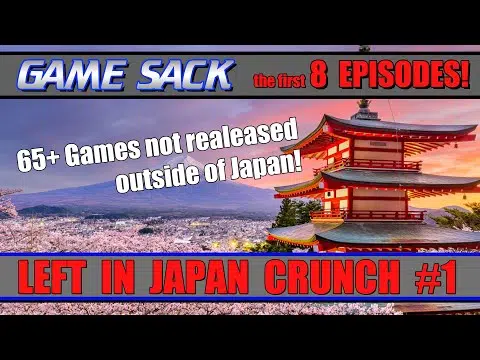 GAME SACK the first 8 EPISODES!
65+ Games not realeased
outside of Japan!
LEFT IN JAPAN CRUNCH #1